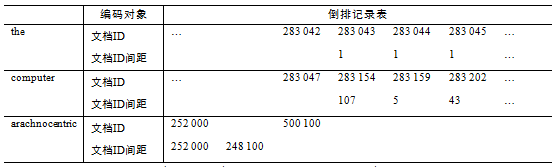 编码对象 倒排记录表
the 文档ID … 283 042 283 043 283 044 283 045 …
文档ID间距 1 1 1 …
computer 文档ID … 283 047 283 154 283 159 283 202 …
文档ID间距 107 5 43 …
arachnocentric 文档ID 252 000 500 100
文档ID间距 252 000 248 100